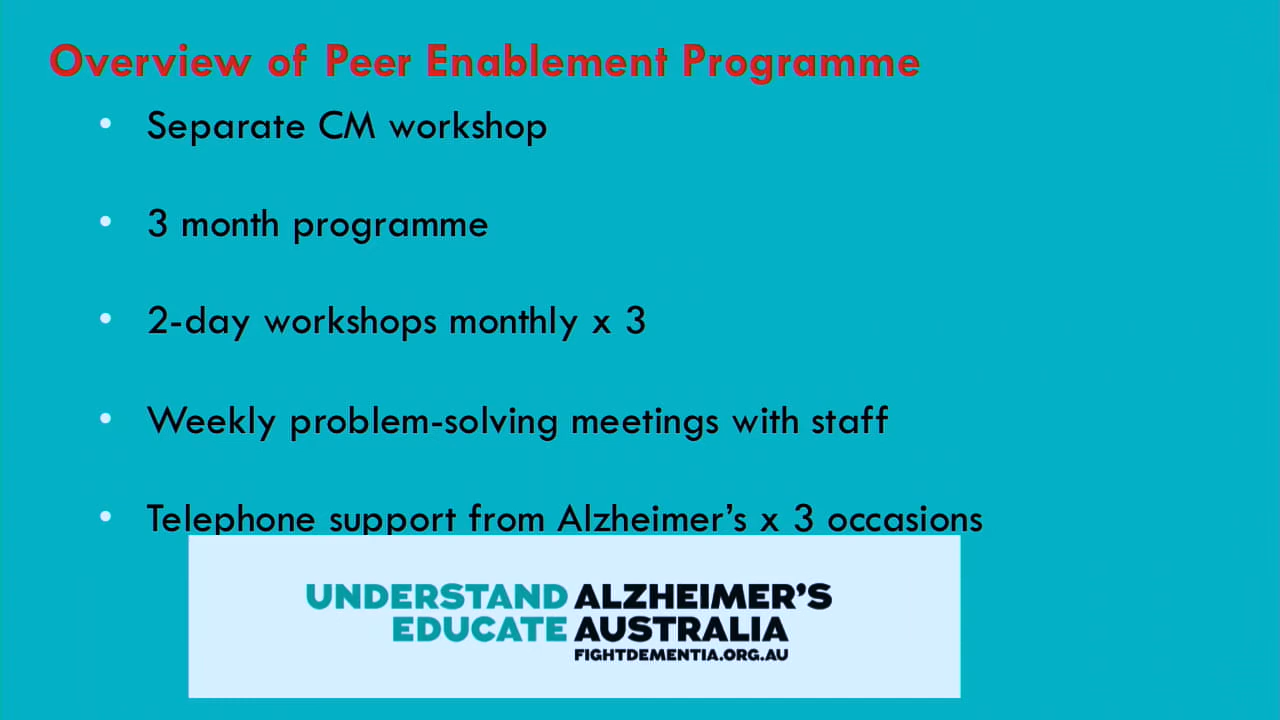 Overview of Peer Enablement Programme
• Separate CM workshop
• 3 month programme
• 2-day workshops monthly x 3
• Weekly problem-solving meetings with staff
• Telephone support from Alzheimer’s x 3 occasions
UNDERSTAND ALZHEIMER’S
EDUCATE AUSTRALIA
FIGHTDEMENTIA.ORG.AU